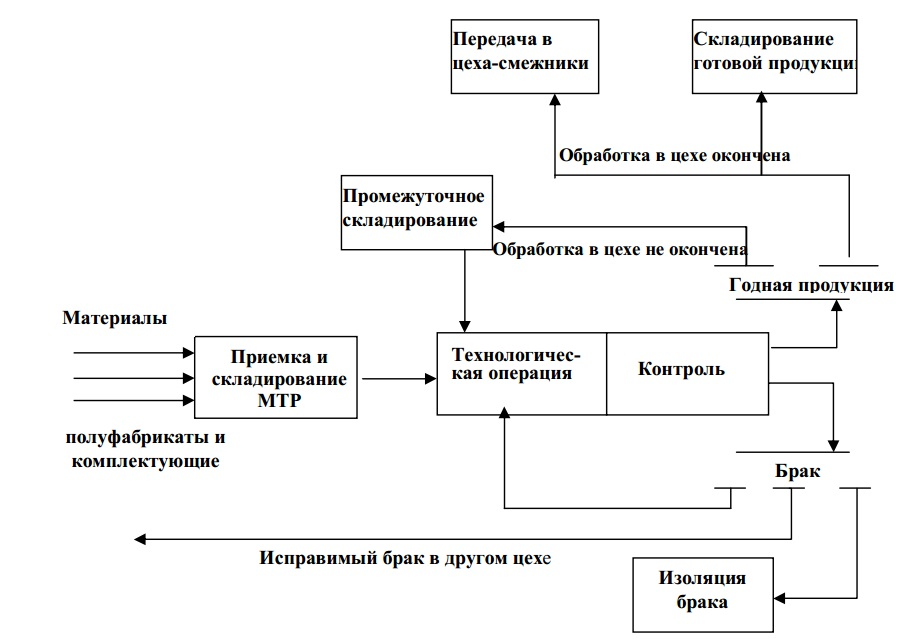 Передача в
цеха-смежники
Складирование
готовой продукци
Обработка в цехе окончена
Промежуточное
складирование
Обработка в цехе не окончена
Годная продукция
Материалы
Приемка и
складирование
МТР
Технологичес-
кая операция
Контроль
полуфабрикаты и
комплектующие
Брак
Исправимый брак в другом цехе
Изоляция
брака